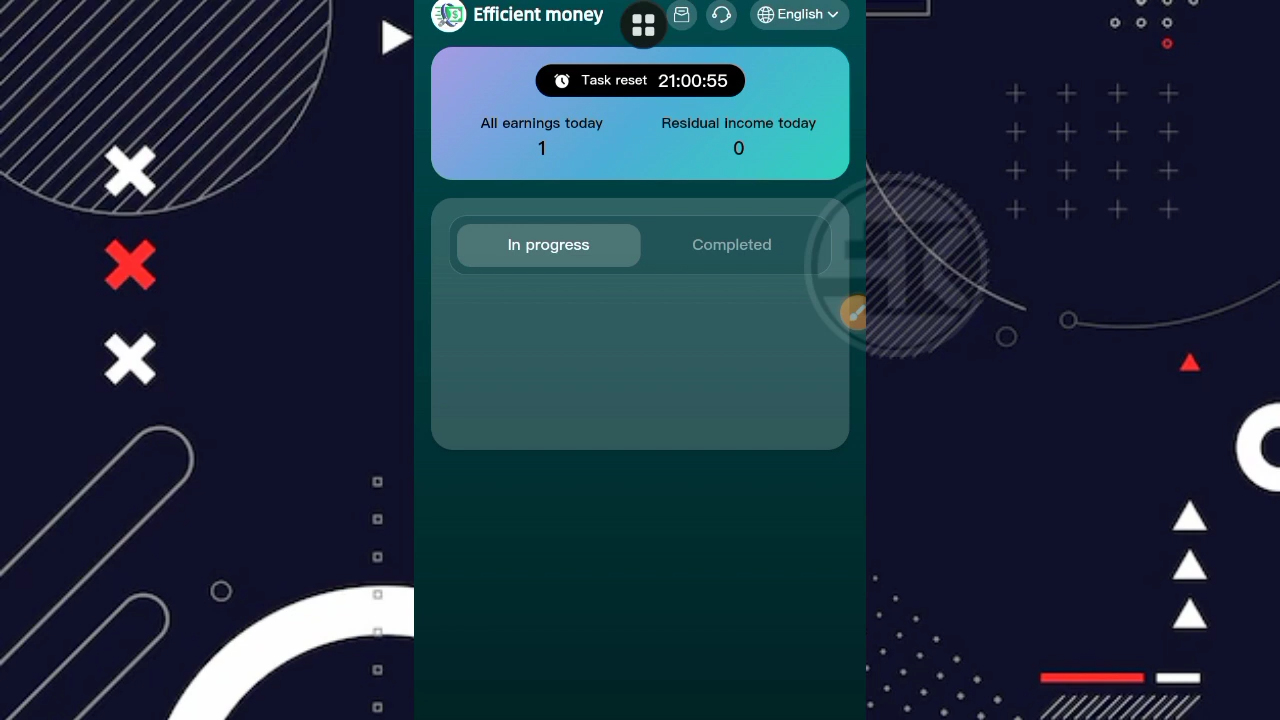 Efficient money
English
Task reset 21:00:55
All earnings today
Residual income today
1
0
In progress
Completed